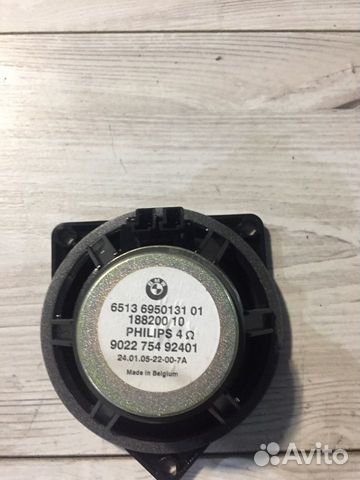 BMW
6513 6950131 01
188200 10
PHILIPS 4 Ω
9022 754 92401
24.01.05-22-00-7A
Made in Belgium
Avito